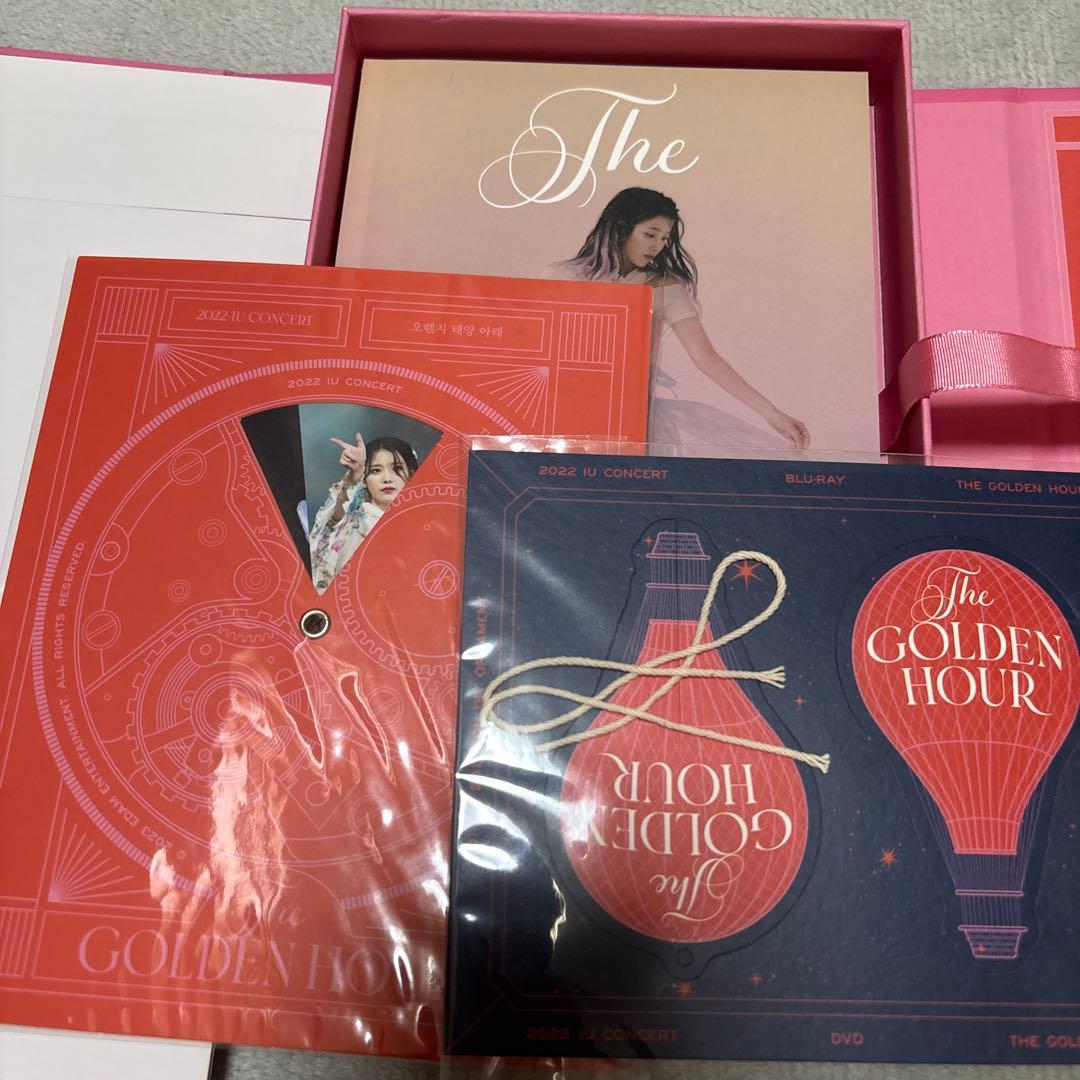 The
2022 IU CONCERT
오렌지 태양 아래
2022 IU CONCERT
2023 EDAM ENTERTAINMENT. ALL RIGHTS RESERVED.
The
GOLDEN HO
2022 IU CONCERT
BLU-RAY
THE GOLDEN HOU
The
GOLDEN
HOUR
The
GOLDEN
HOUR
2022 IU CONCERT
DVD
THE GOL